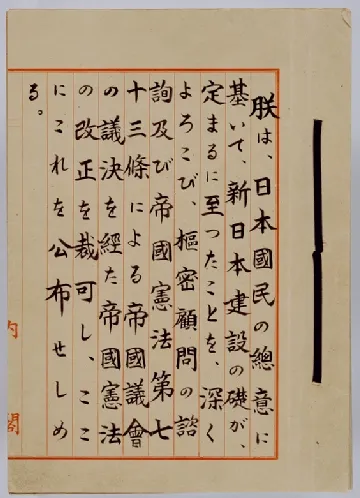 朕は、日本國民の總意に
基いて、新日本建設の礎が、
定まるに至つたことを、深く
よろこび、樞密顧問の諮
詢及び帝國憲法第七
十三條による帝國議會
の議決を経た帝國憲法
の改正を裁可し、ここ
にこれを公布せしめ
る。
内閣